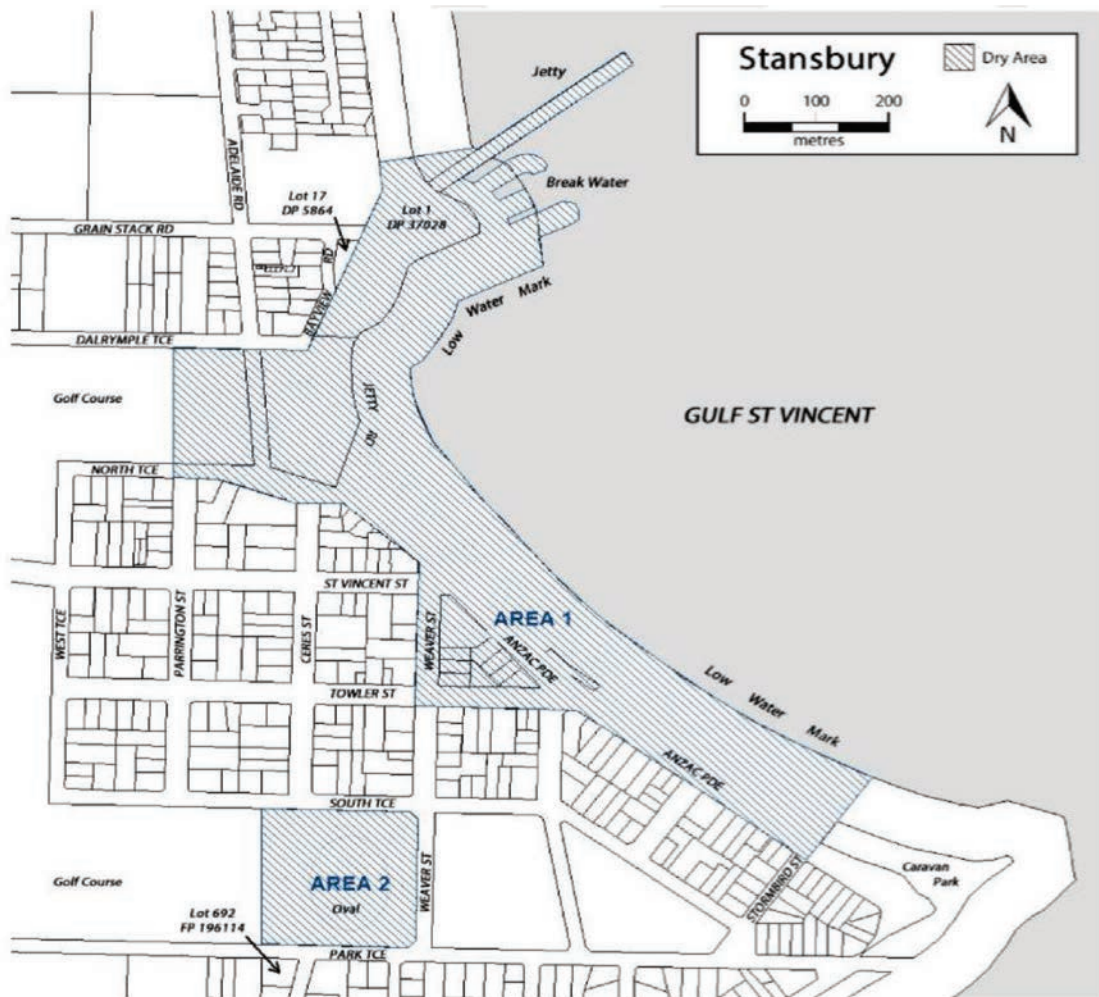 Stansbury
Dry Area
0 100 200
metres
N
Jetty
Break Water
ADELAIDE RD
Lot 17
DP 5864
Lot 1
DP 37028
GRAIN STACK RD
BAYVIEW RD
Low Water Mark
DALRYMPLE TCE
Golf Course
JETTY RD
GULF ST VINCENT
NORTH TCE
ST VINCENT ST
AREA 1
WEST TCE
PARRINGTON ST
CERES ST
WEAVER ST
ANZAC PDE
TOWLER ST
Low Water Mark
ANZAC PDE
SOUTH TCE
Golf Course
AREA 2
Oval
WEAVER ST
STORMBIRD ST
Caravan
Park
Lot 692
FP 196114
PARK TCE